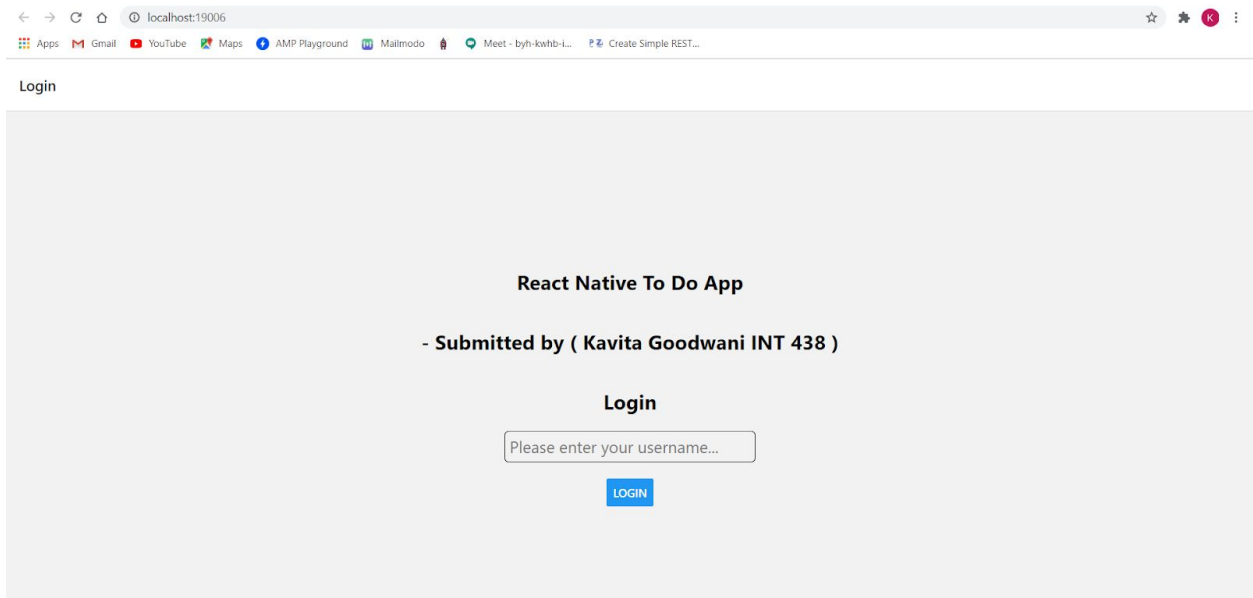 localhost:19006
K
Apps Gmail YouTube Maps AMP Playground Mailmodo Meet - byh-kwhb-i... Create Simple REST...
Login
React Native To Do App
- Submitted by ( Kavita Goodwani INT 438 )
Login
Please enter your username...
LOGIN